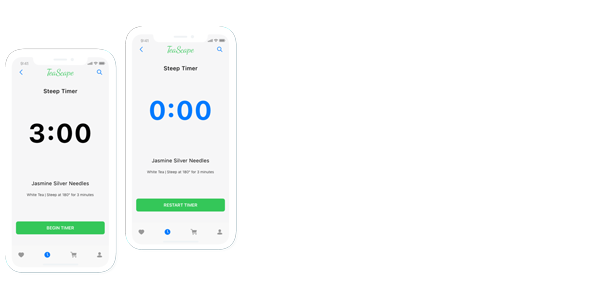 9:41
TeaScape
Steep Timer
3:00
Jasmine Silver Needles
White Tea | Steep at 180° for 3 minutes
BEGIN TIMER
9:41
TeaScape
Steep Timer
0:00
Jasmine Silver Needles
White Tea | Steep at 180° for 3 minutes
RESTART TIMER